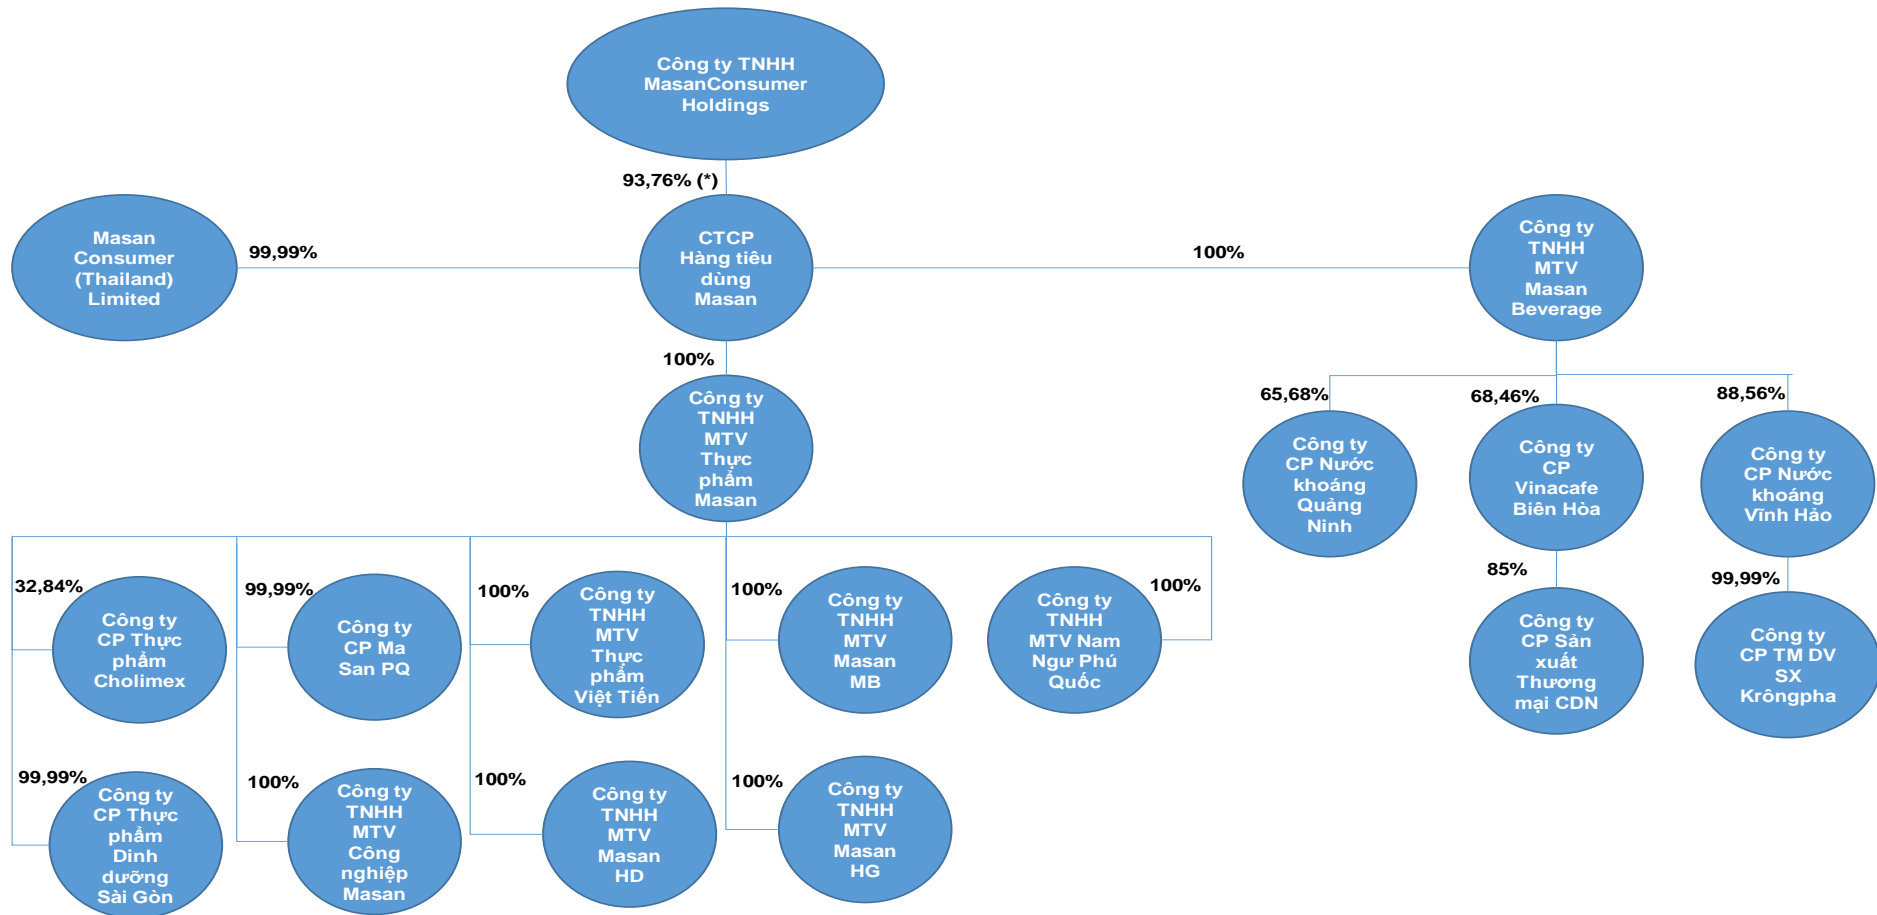 Công ty TNHH
MasanConsumer
Holdings
93,76% (*)
Masan
Consumer
(Thailand)
Limited
99,99%
CTCP
Hàng tiêu
dùng
Masan
100%
Công ty
TNHH
MTV
Masan
Beverage
100%
Công ty
TNHH
MTV
Thực
phẩm
Masan
65,68%
68,46%
88,56%
Công ty
CP Nước
khoáng
Quảng
Ninh
Công ty
CP
Vinacafe
Biên Hòa
Công ty
CP Nước
khoáng
Vĩnh Hảo
32,84%
Công ty
CP Thực
phẩm
Cholimex
99,99%
Công ty
CP Ma
San PQ
100%
Công ty
TNHH
MTV
Thực
phẩm
Việt Tiến
100%
Công ty
TNHH
MTV
Masan
MB
Công ty
TNHH
MTV Nam
Ngư Phú
Quốc
100%
85%
Công ty
CP Sản
xuất
Thương
mại CDN
99,99%
Công ty
CP TM DV
SX
Krôngpha
99,99%
Công ty
CP Thực
phẩm
Dinh
dưỡng
Sài Gòn
100%
Công ty
TNHH
MTV
Công
nghiệp
Masan
100%
Công ty
TNHH
MTV
Masan
HD
100%
Công ty
TNHH
MTV
Masan
HG